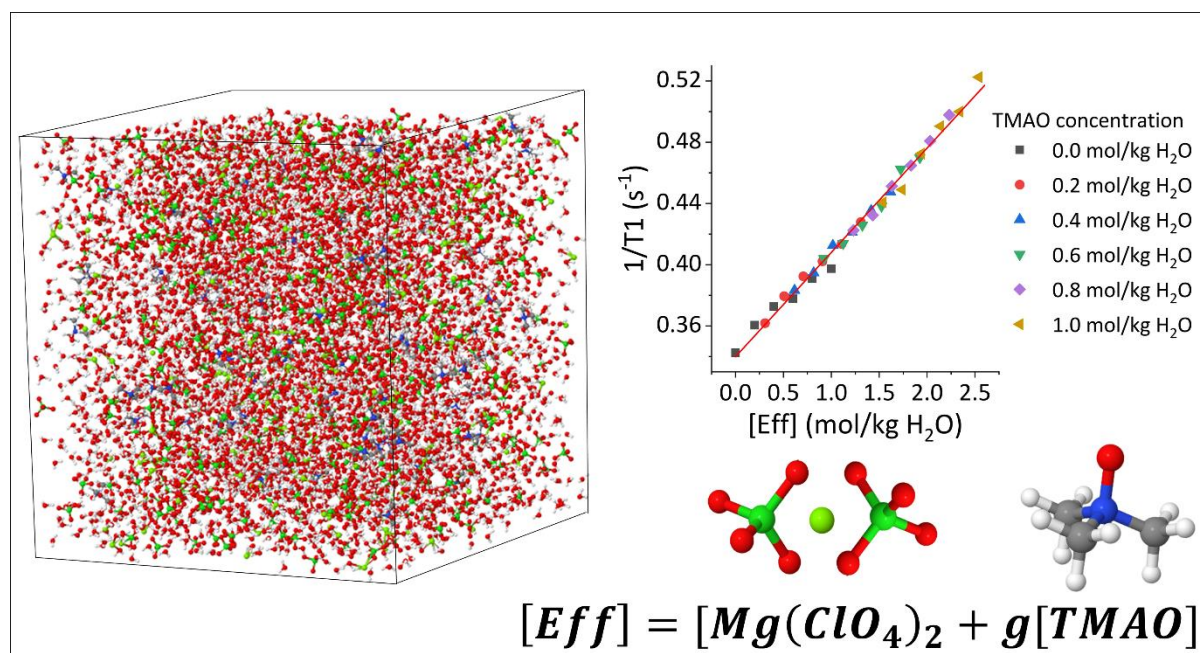 0.52
0.48
0.44
0.40
0.36
1/T1 (s⁻¹)
0.0 0.5 1.0 1.5 2.0 2.5
[Eff] (mol/kg H₂O)
TMAO concentration
0.0 mol/kg H₂O
0.2 mol/kg H₂O
0.4 mol/kg H₂O
0.6 mol/kg H₂O
0.8 mol/kg H₂O
1.0 mol/kg H₂O
[Eff] = [Mg(ClO₄)₂ + g[TMAO]